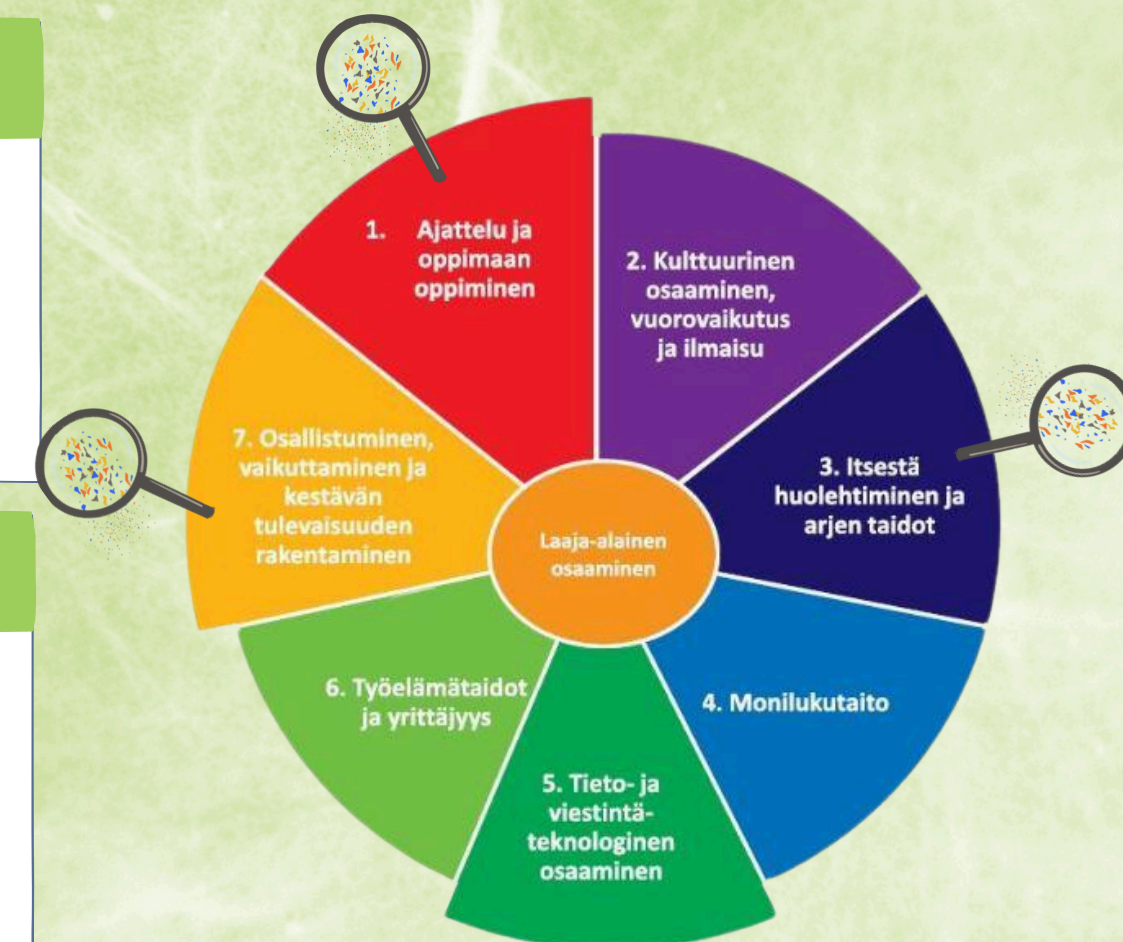 1. Ajattelu ja
oppimaan
oppiminen
2. Kulttuurinen
osaaminen,
vuorovaikutus
ja ilmaisu
3. Itsestä
huolehtiminen ja
arjen taidot
4. Monilukutaito
5. Tieto- ja
viestintä-
teknologinen
osaaminen
6. Työelämätaidot
ja yrittäjyys
7. Osallistuminen,
vaikuttaminen ja
kestävän
tulevaisuuden
rakentaminen
Laaja-alainen
osaaminen